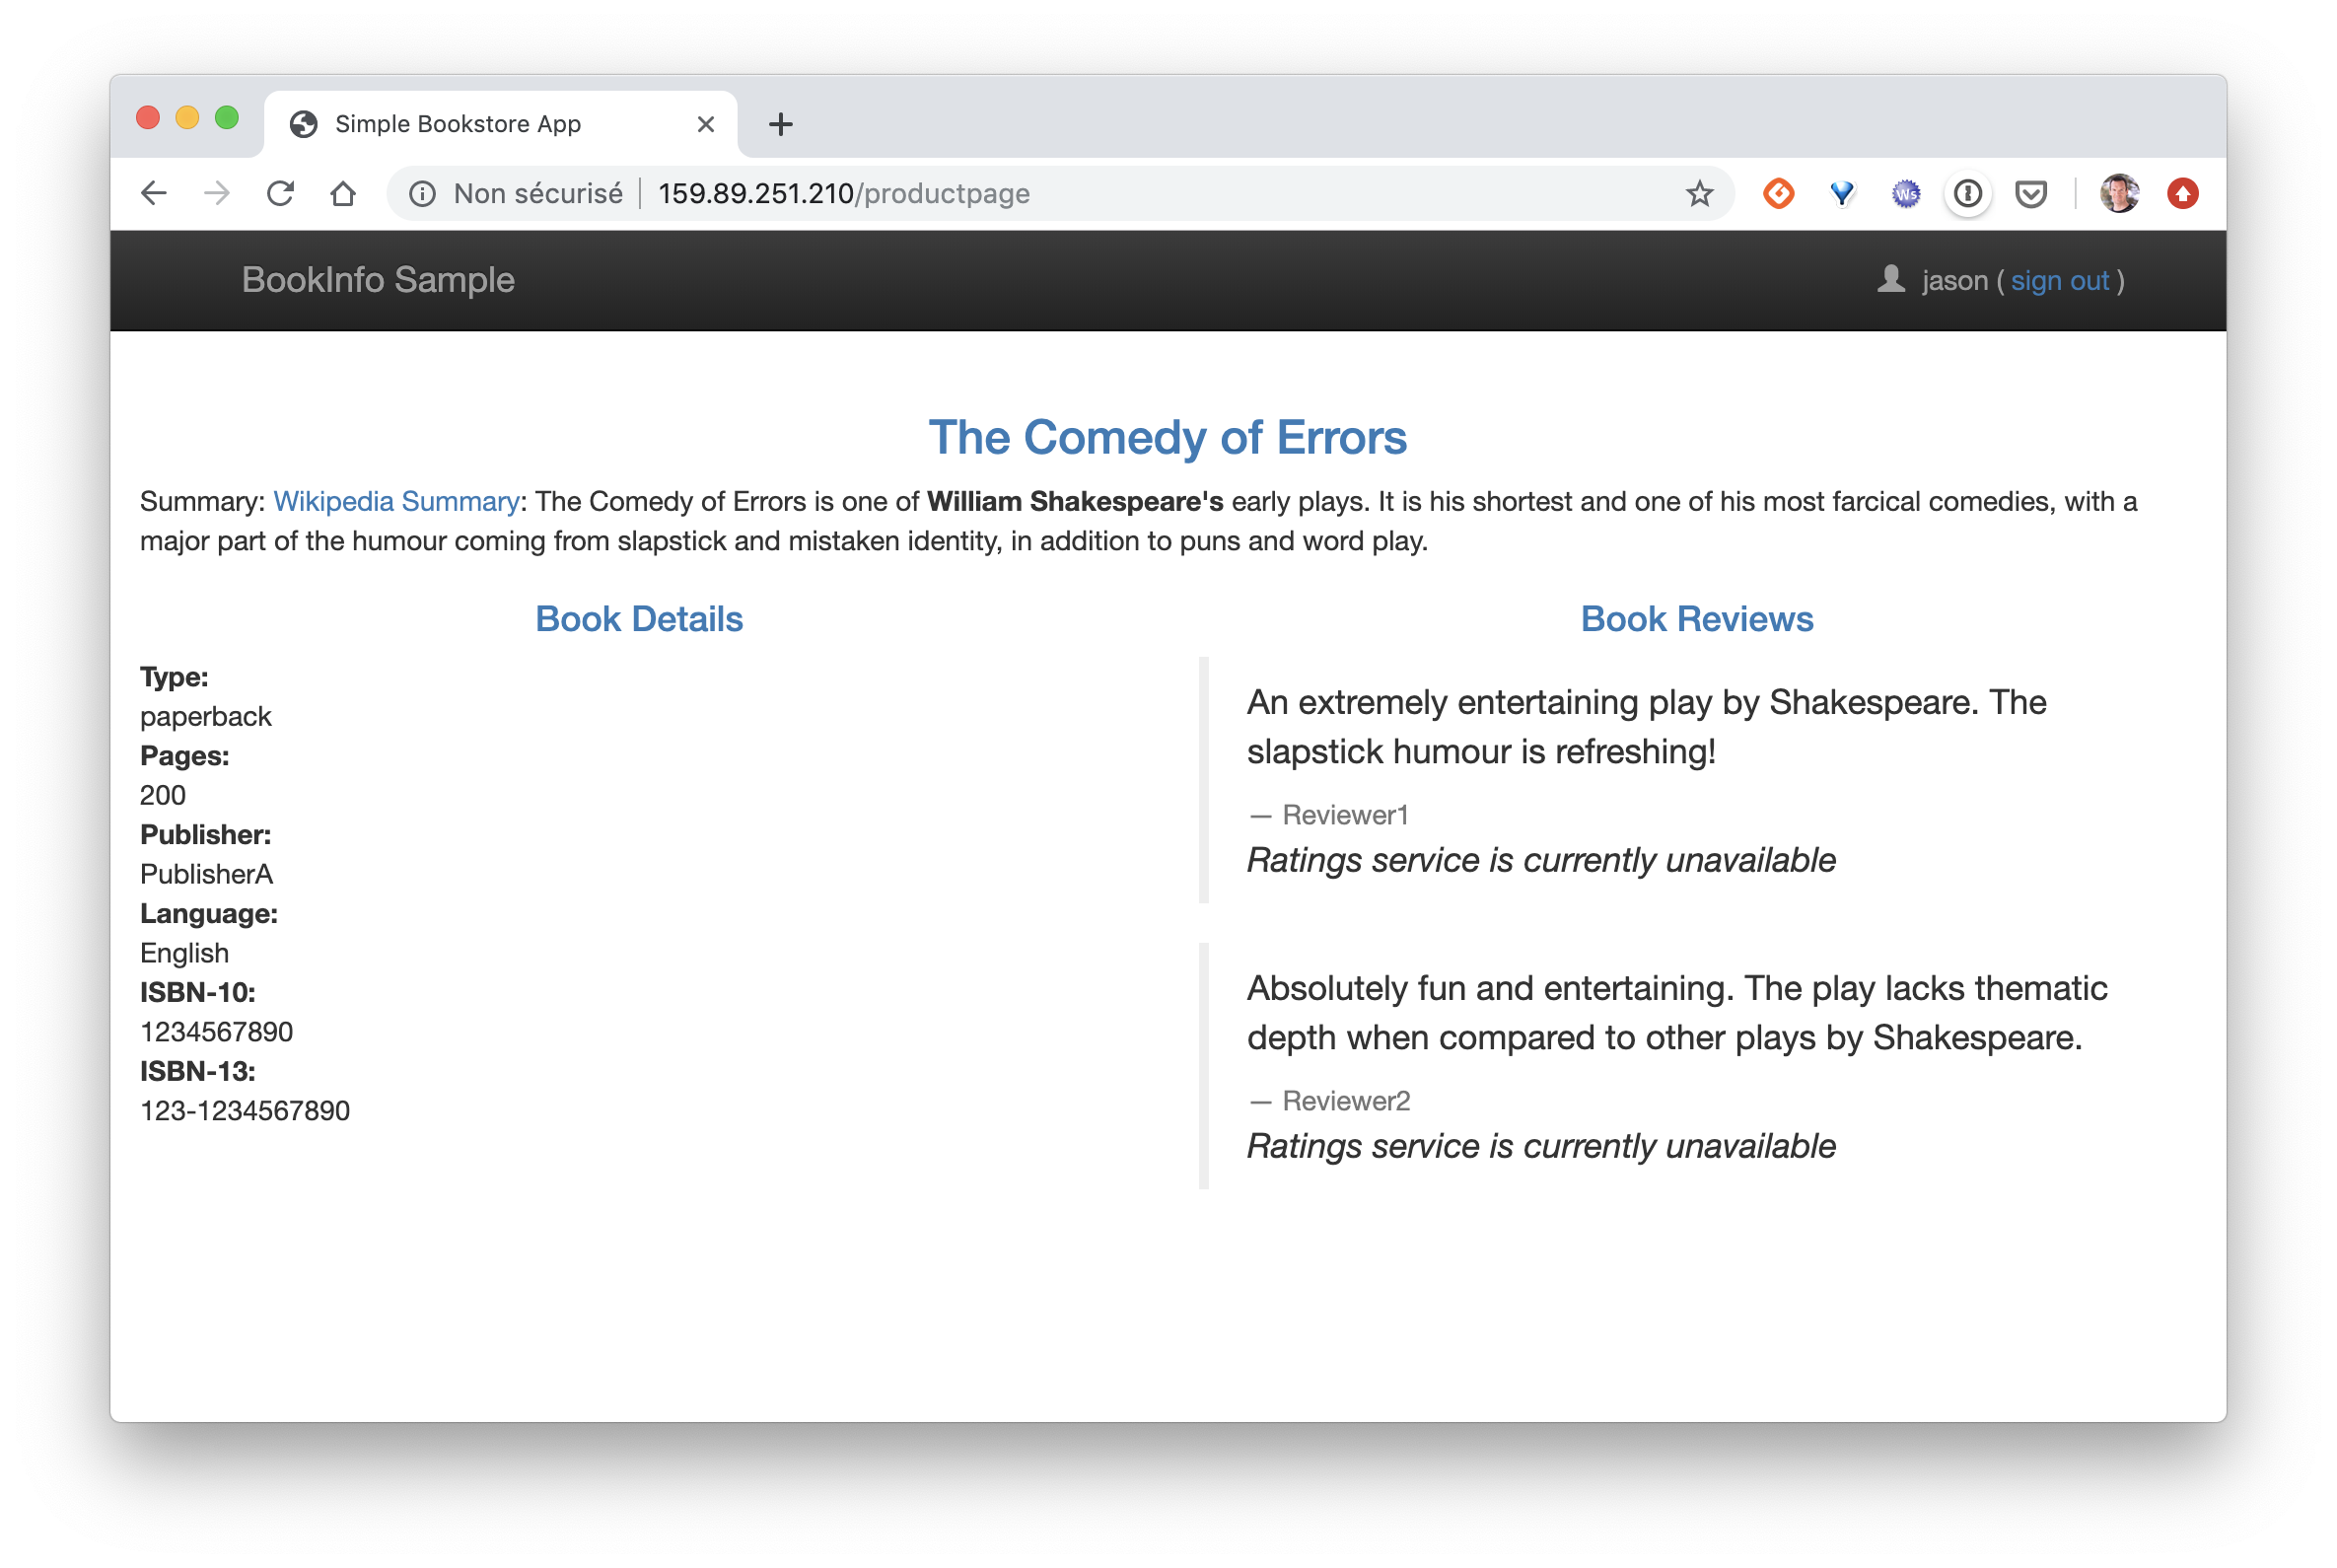 Simple Bookstore App
Non sécurisé 159.89.251.210/productpage
Ws
BookInfo Sample
jason ( sign out )
The Comedy of Errors
Summary: Wikipedia Summary: The Comedy of Errors is one of William Shakespeare's early plays. It is his shortest and one of his most farcical comedies, with a
major part of the humour coming from slapstick and mistaken identity, in addition to puns and word play.
Book Details
Type:
paperback
Pages:
200
Publisher:
PublisherA
Language:
English
ISBN-10:
1234567890
ISBN-13:
123-1234567890
Book Reviews
An extremely entertaining play by Shakespeare. The
slapstick humour is refreshing!
— Reviewer1
Ratings service is currently unavailable
Absolutely fun and entertaining. The play lacks thematic
depth when compared to other plays by Shakespeare.
— Reviewer2
Ratings service is currently unavailable